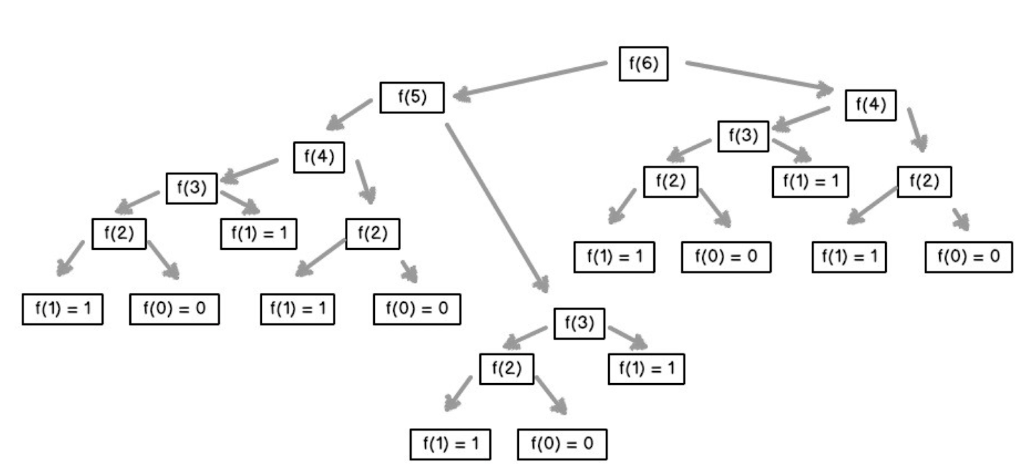 f(6)
f(5)
f(4)
f(3)
f(4)
f(2)
f(1) = 1
f(2)
f(3)
f(2)
f(1) = 1
f(2)
f(1) = 1
f(0) = 0
f(1) = 1
f(0) = 0
f(1) = 1
f(0) = 0
f(1) = 1
f(0) = 0
f(3)
f(2)
f(1) = 1
f(1) = 1
f(0) = 0